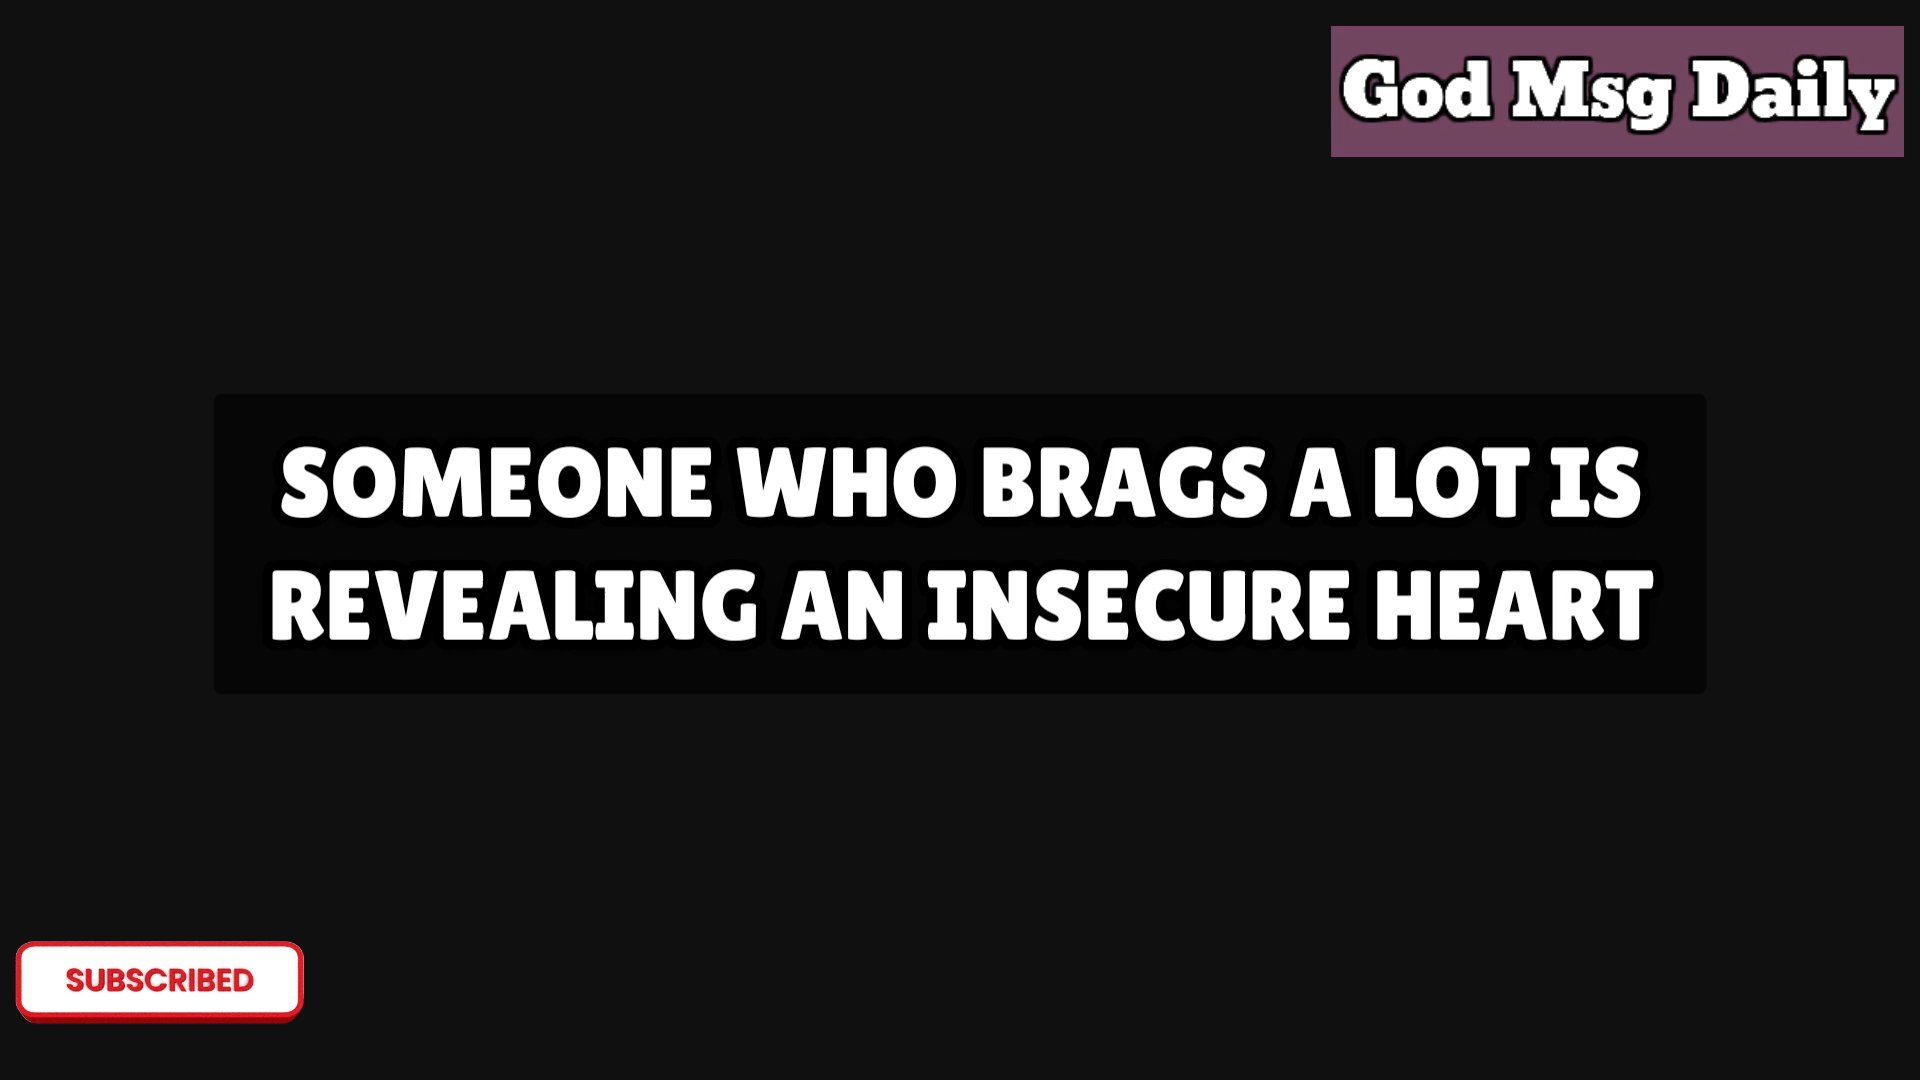 God Msg Daily
SOMEONE WHO BRAGS A LOT IS
REVEALING AN INSECURE HEART
SUBSCRIBED